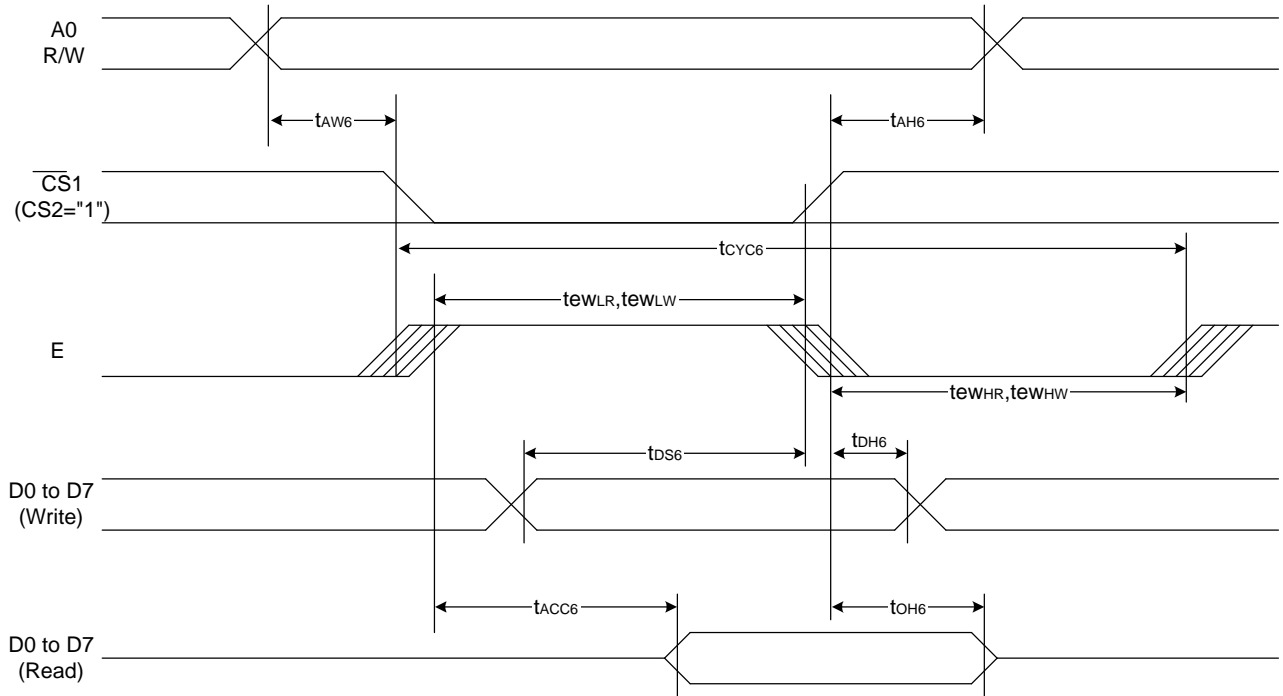 A0
R/W
tAW6
tAH6
CS1
(CS2="1")
tCYC6
tewLR,tewLW
E
tewHR,tewHW
tDS6
tDH6
D0 to D7
(Write)
tACC6
tOH6
D0 to D7
(Read)